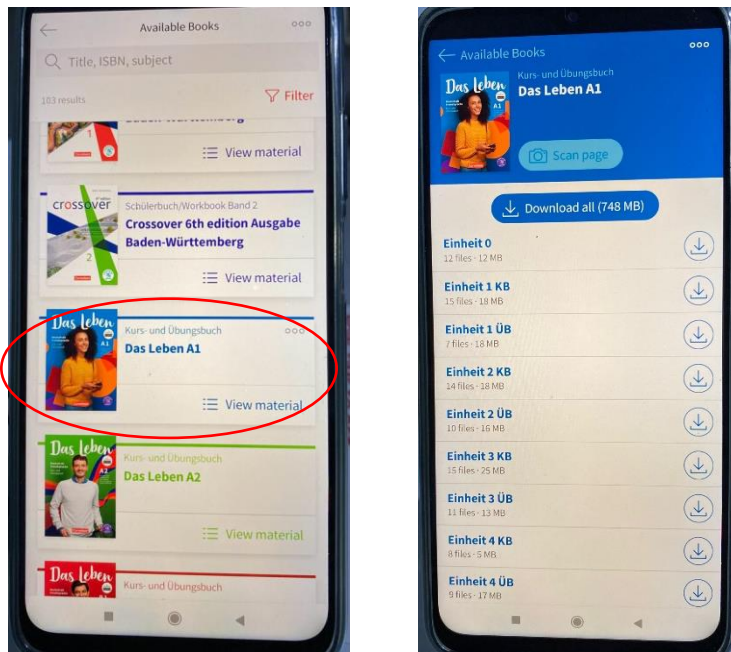 Available Books
Title, ISBN, subject
103 results
Filter
1
View material
crossover
2
Schülerbuch/Workbook Band 2
Crossover 6th edition Ausgabe
Baden-Württemberg
View material
Das Leben
A1
Kurs- und Übungsbuch
Das Leben A1
View material
Das Leben
A2
Kurs- und Übungsbuch
Das Leben A2
View material
Das Leben
Kurs- und Übungsbuch
Available Books
Das Leben
A1
Kurs- und Übungsbuch
Das Leben A1
Scan page
Download all (748 MB)
Einheit 0
12 files - 12 MB
Einheit 1 KB
15 files - 18 MB
Einheit 1 ÜB
7 files - 18 MB
Einheit 2 KB
14 files - 18 MB
Einheit 2 ÜB
10 files - 16 MB
Einheit 3 KB
15 files - 25 MB
Einheit 3 ÜB
11 files - 13 MB
Einheit 4 KB
8 files - 5 MB
Einheit 4 ÜB
9 files - 17 MB